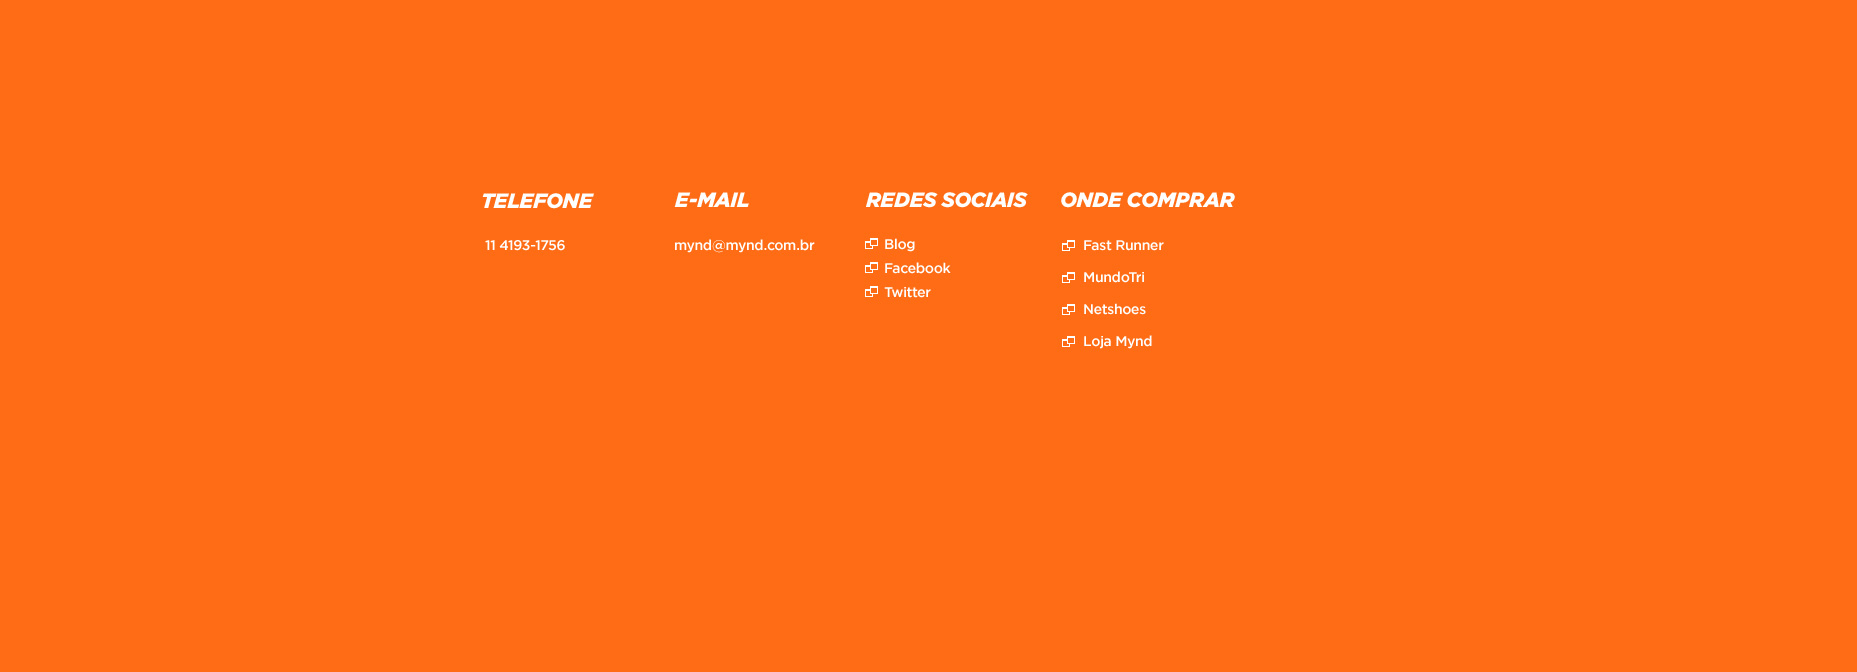 TELEFONE
11 4193-1756
E-MAIL
mynd@mynd.com.br
REDES SOCIAIS
Blog
Facebook
Twitter
ONDE COMPRAR
Fast Runner
MundoTri
Netshoes
Loja Mynd